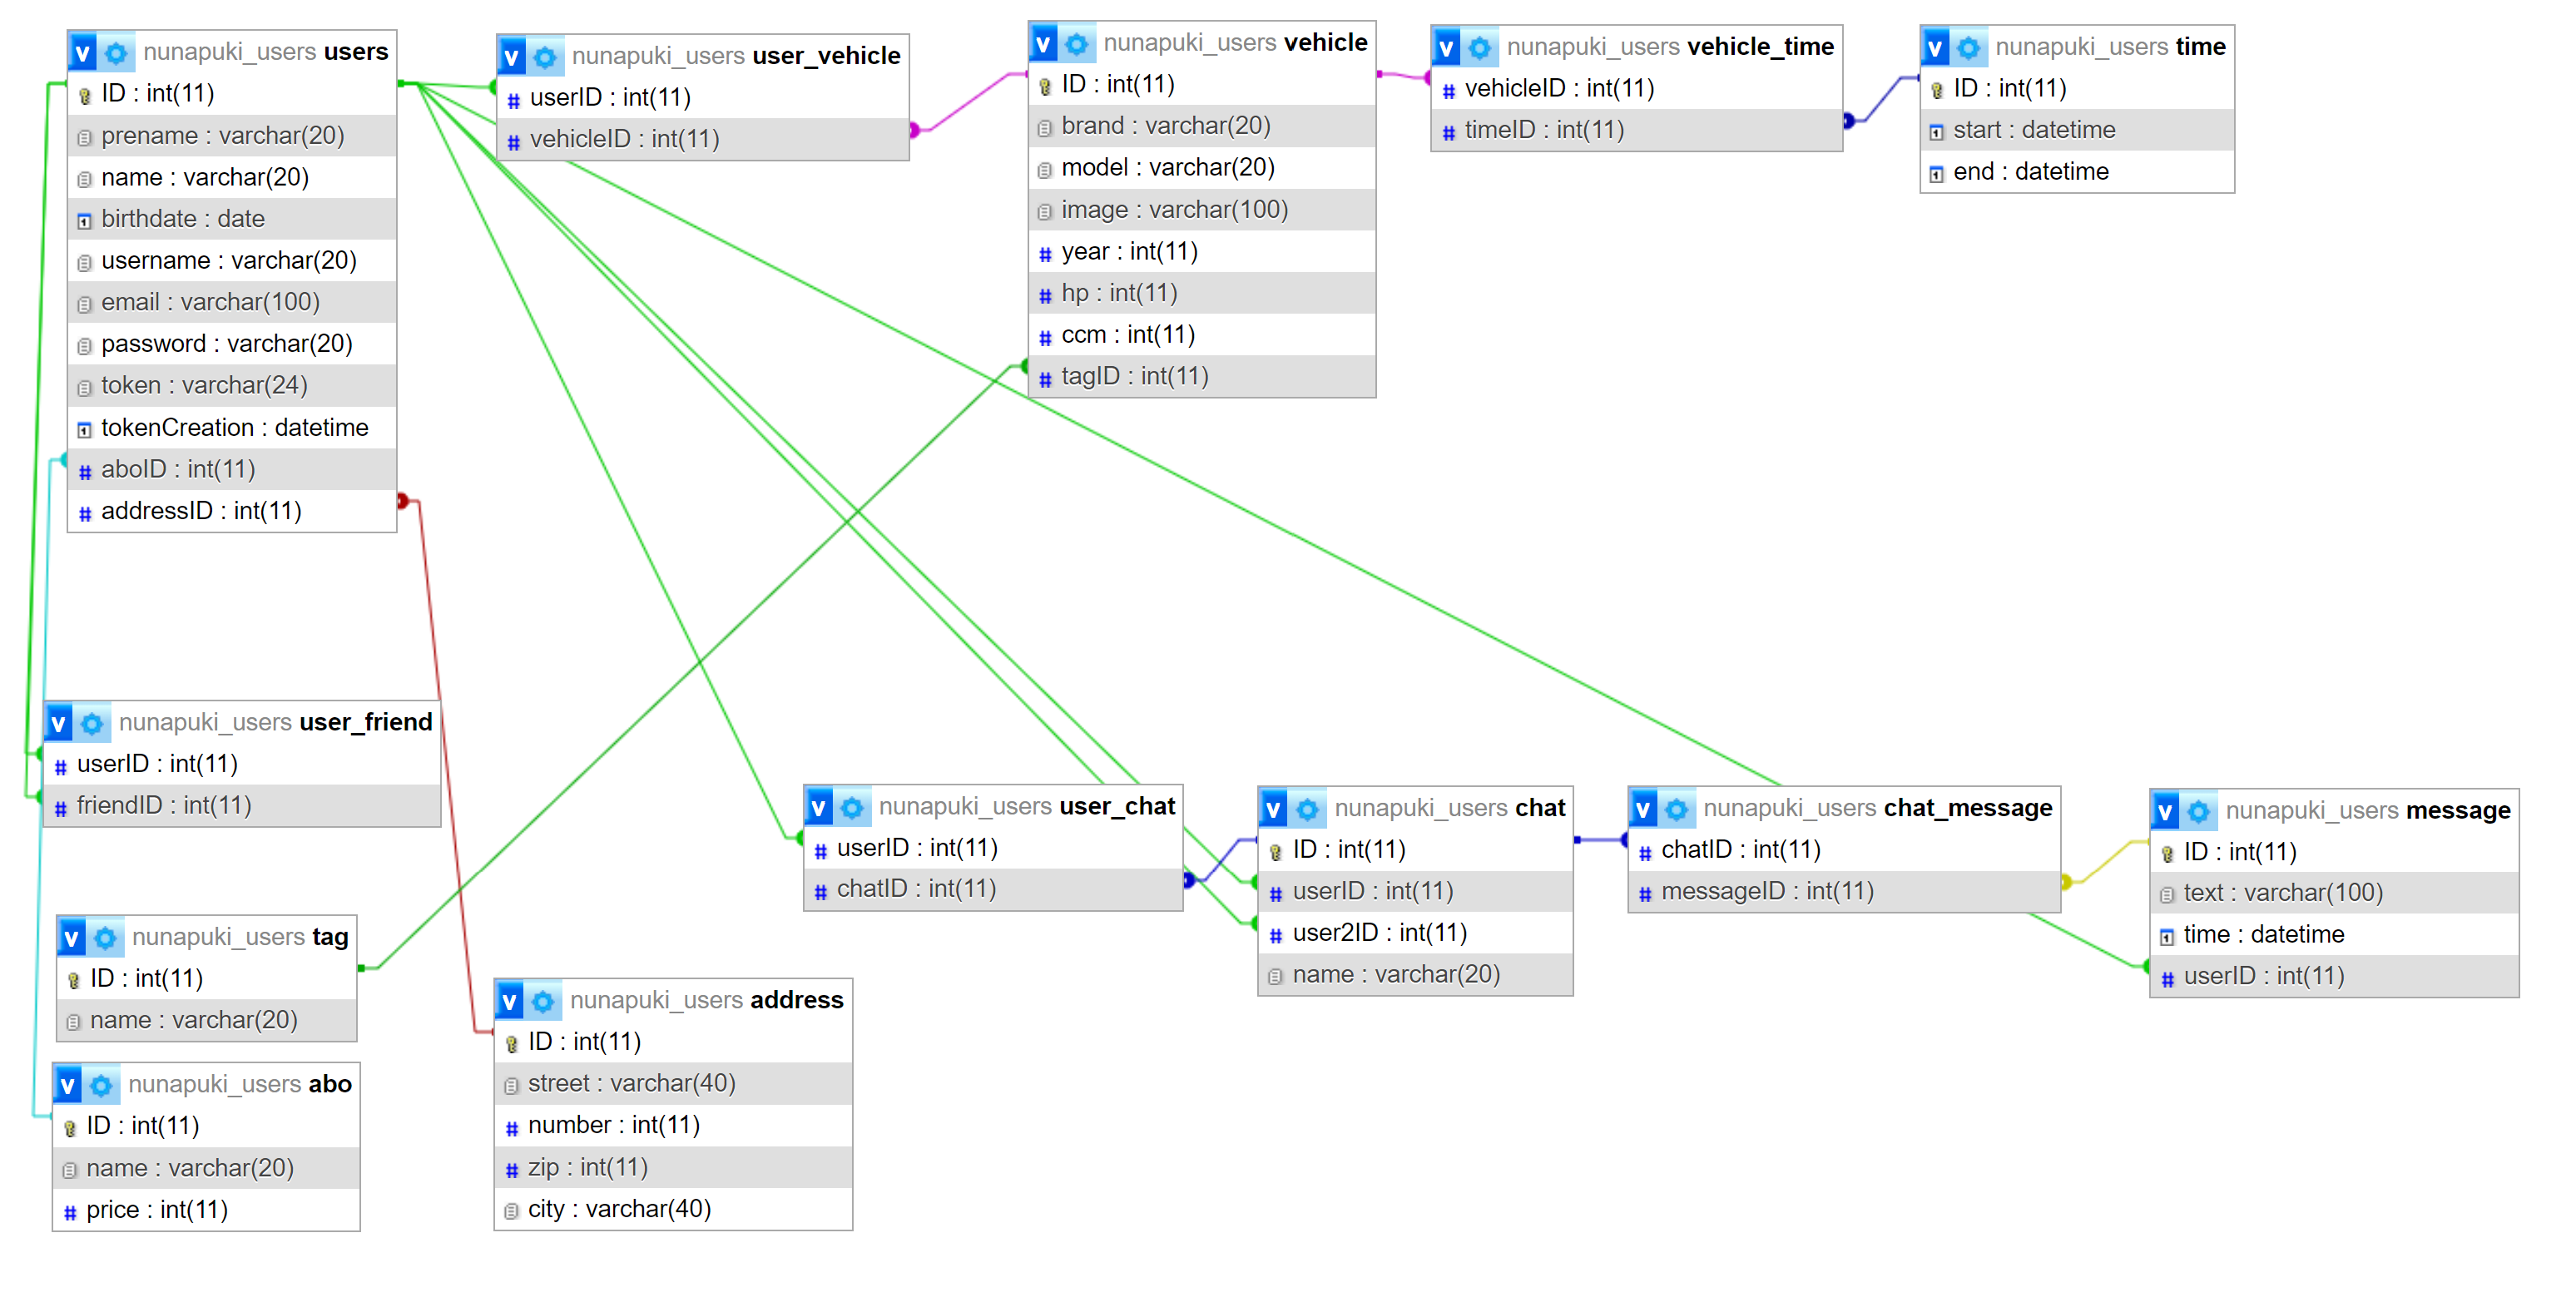 v nunapuki_users users
ID : int(11)
prename : varchar(20)
name : varchar(20)
birthdate : date
username : varchar(20)
email : varchar(100)
password : varchar(20)
token : varchar(24)
tokenCreation : datetime
# aboID : int(11)
# addressID : int(11)
v nunapuki_users user_vehicle
# userID : int(11)
# vehicleID : int(11)
v nunapuki_users vehicle
ID : int(11)
brand : varchar(20)
model : varchar(20)
image : varchar(100)
# year : int(11)
# hp : int(11)
# ccm : int(11)
# tagID : int(11)
v nunapuki_users vehicle_time
# vehicleID : int(11)
# timeID : int(11)
v nunapuki_users time
ID : int(11)
start : datetime
end : datetime
v nunapuki_users user_friend
# userID : int(11)
# friendID : int(11)
v nunapuki_users user_chat
# userID : int(11)
# chatID : int(11)
v nunapuki_users chat
ID : int(11)
# userID : int(11)
# user2ID : int(11)
name : varchar(20)
v nunapuki_users chat_message
# chatID : int(11)
# messageID : int(11)
v nunapuki_users message
ID : int(11)
text : varchar(100)
time : datetime
# userID : int(11)
v nunapuki_users tag
ID : int(11)
name : varchar(20)
v nunapuki_users address
ID : int(11)
street : varchar(40)
# number : int(11)
# zip : int(11)
city : varchar(40)
v nunapuki_users abo
ID : int(11)
name : varchar(20)
# price : int(11)